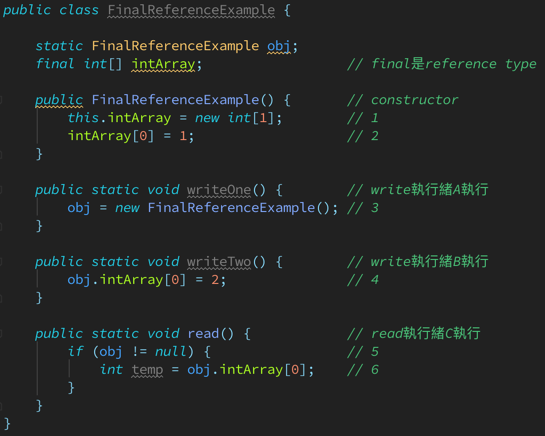 public class FinalReferenceExample {
static FinalReferenceExample obj;
final int[] intArray; // final是reference type
public FinalReferenceExample() { // constructor
this.intArray = new int[1]; // 1
intArray[0] = 1; // 2
}
public static void writeOne() { // write執行緒A執行
obj = new FinalReferenceExample(); // 3
}
public static void writeTwo() { // write執行緒B執行
obj.intArray[0] = 2; // 4
}
public static void read() { // read執行緒C執行
if (obj != null) { // 5
int temp = obj.intArray[0]; // 6
}
}
}